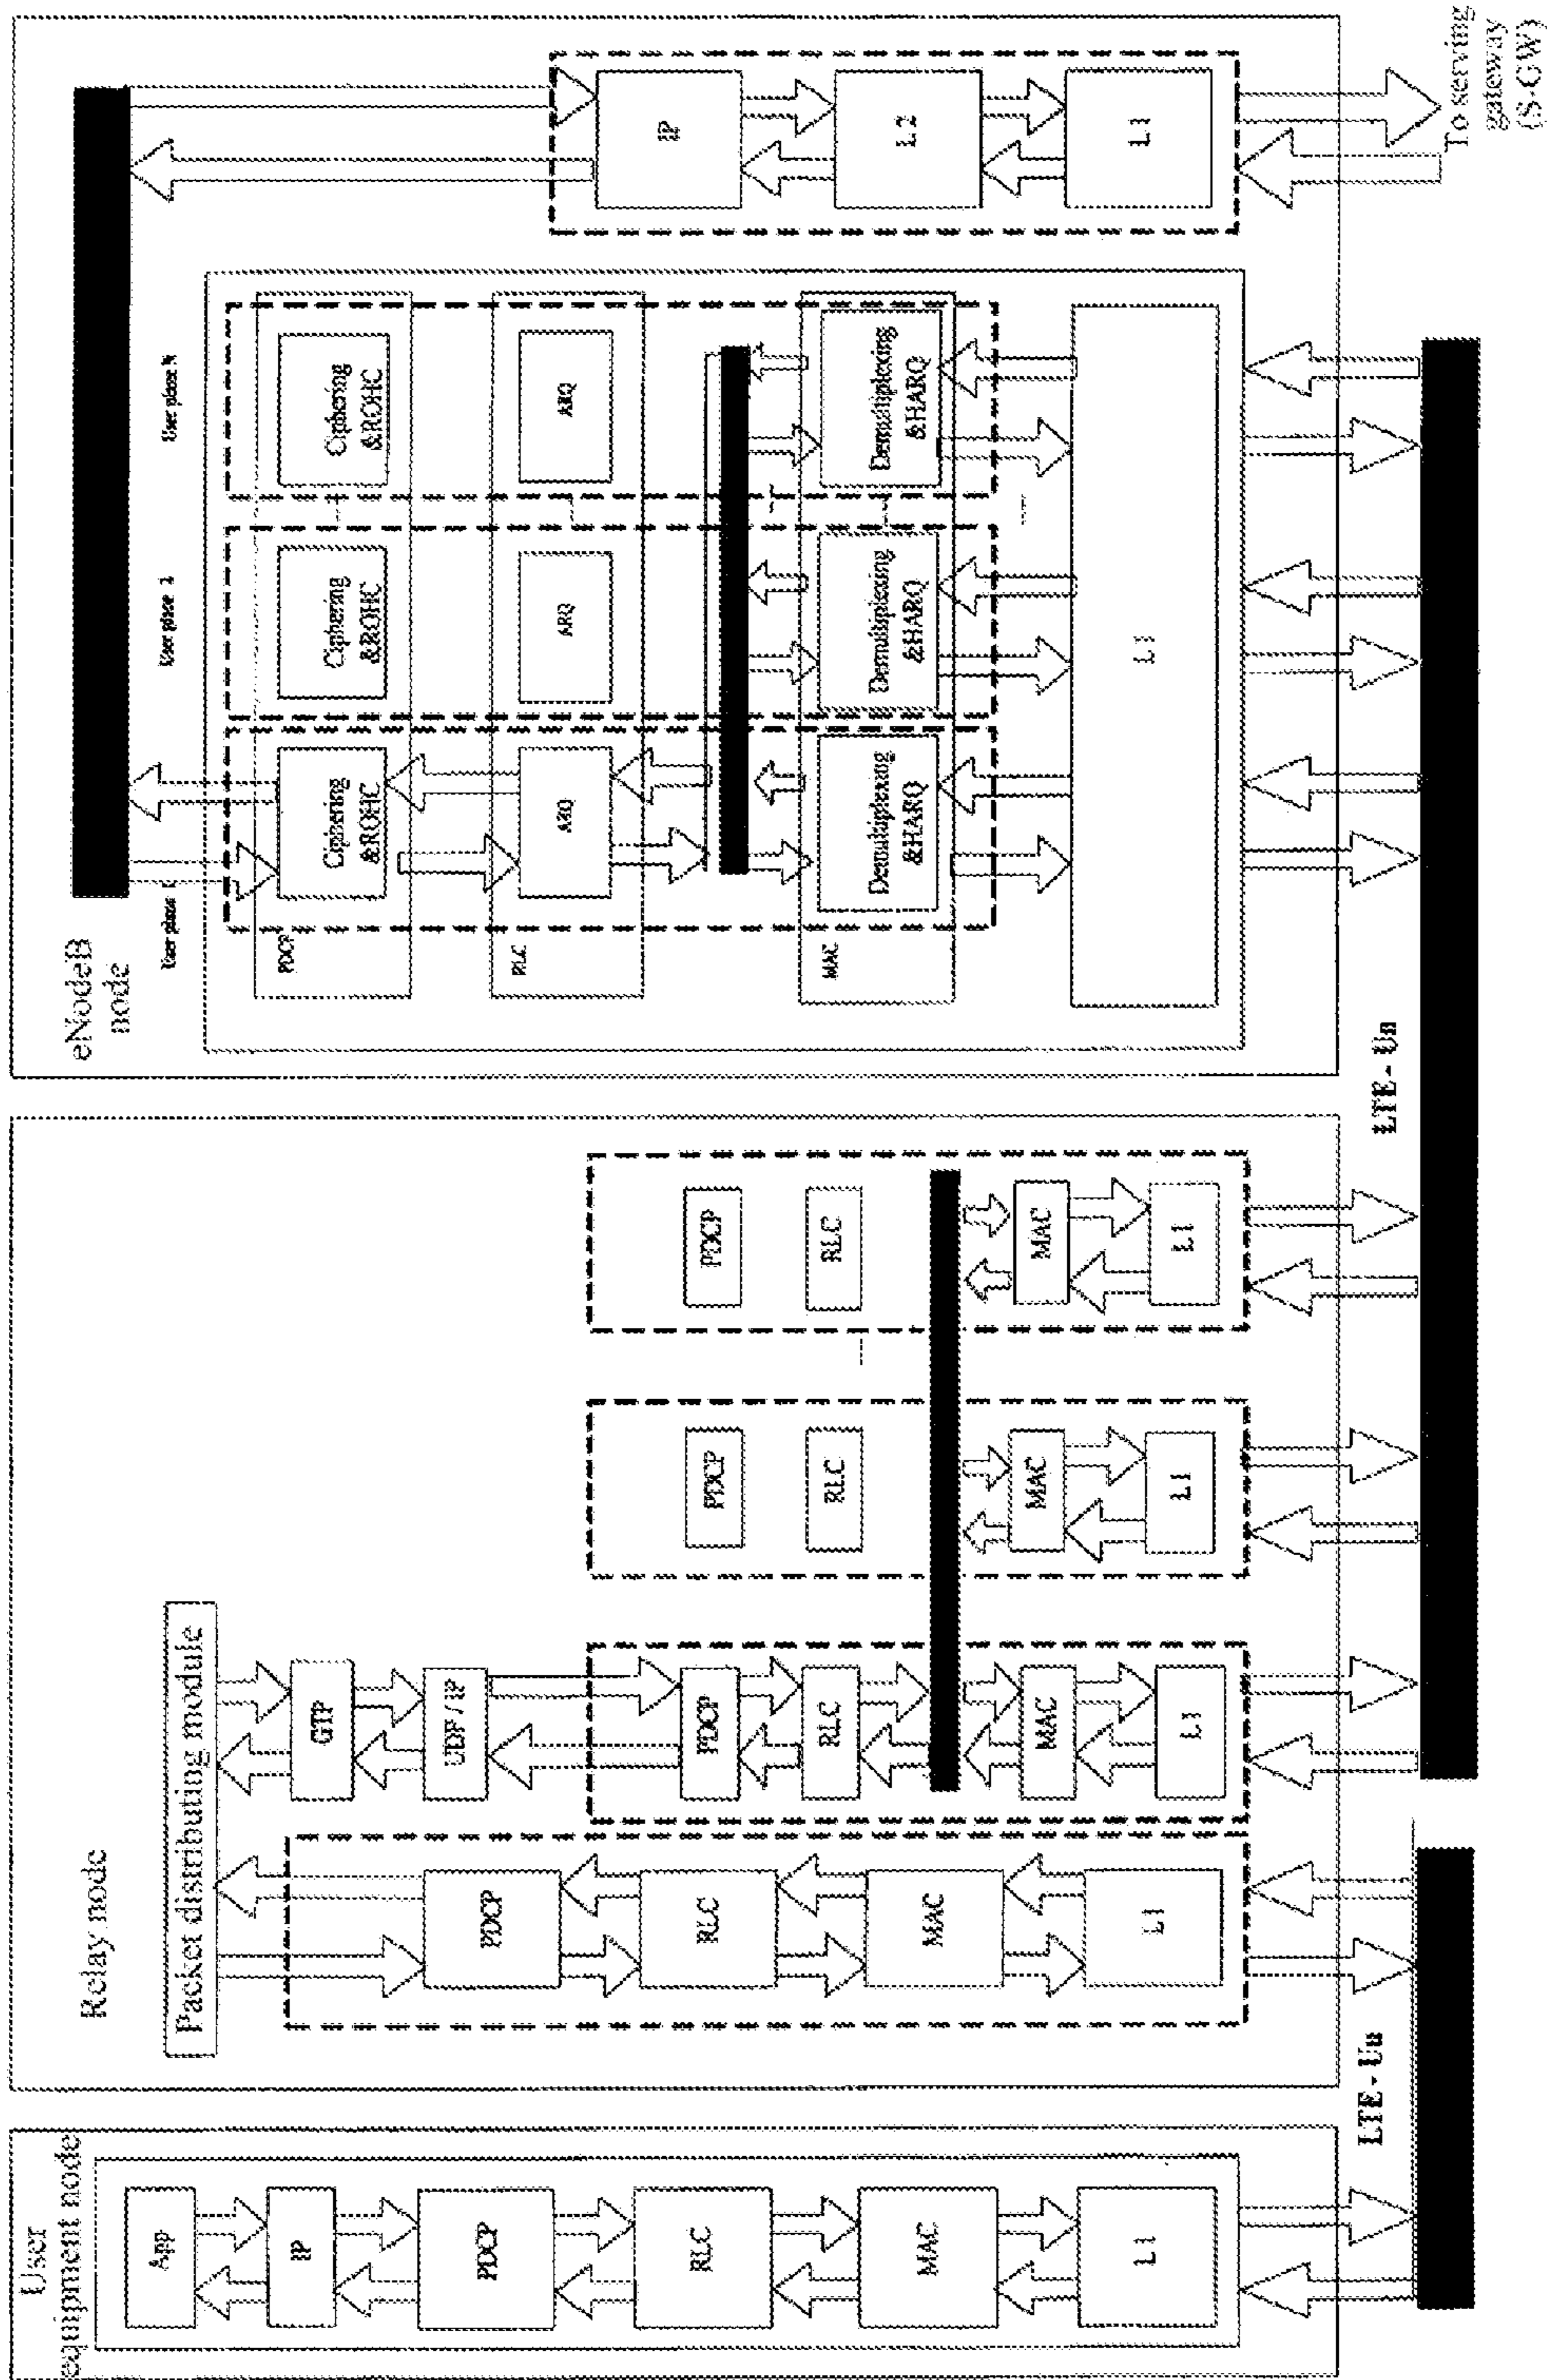 User
equipment node
App
IP
PDCP
RLC
MAC
L1
LTE - Uu
Relay node
Packet distributing module
PDCP
RLC
MAC
L1
GTP
UDP / IP
PDCP
RLC
MAC
L1
PDCP
RLC
MAC
L1
PDCP
RLC
MAC
L1
LTE - Un
eNodeB
node
User plane 1
User plane 2
User plane N
PDCP
Ciphering
&ROHC
Ciphering
&ROHC
Ciphering
&ROHC
RLC
ARQ
ARQ
ARQ
MAC
Demultiplexing
&HARQ
Demultiplexing
&HARQ
Demultiplexing
&HARQ
L1
IP
L2
L1
To serving
gateway
(S-GW)